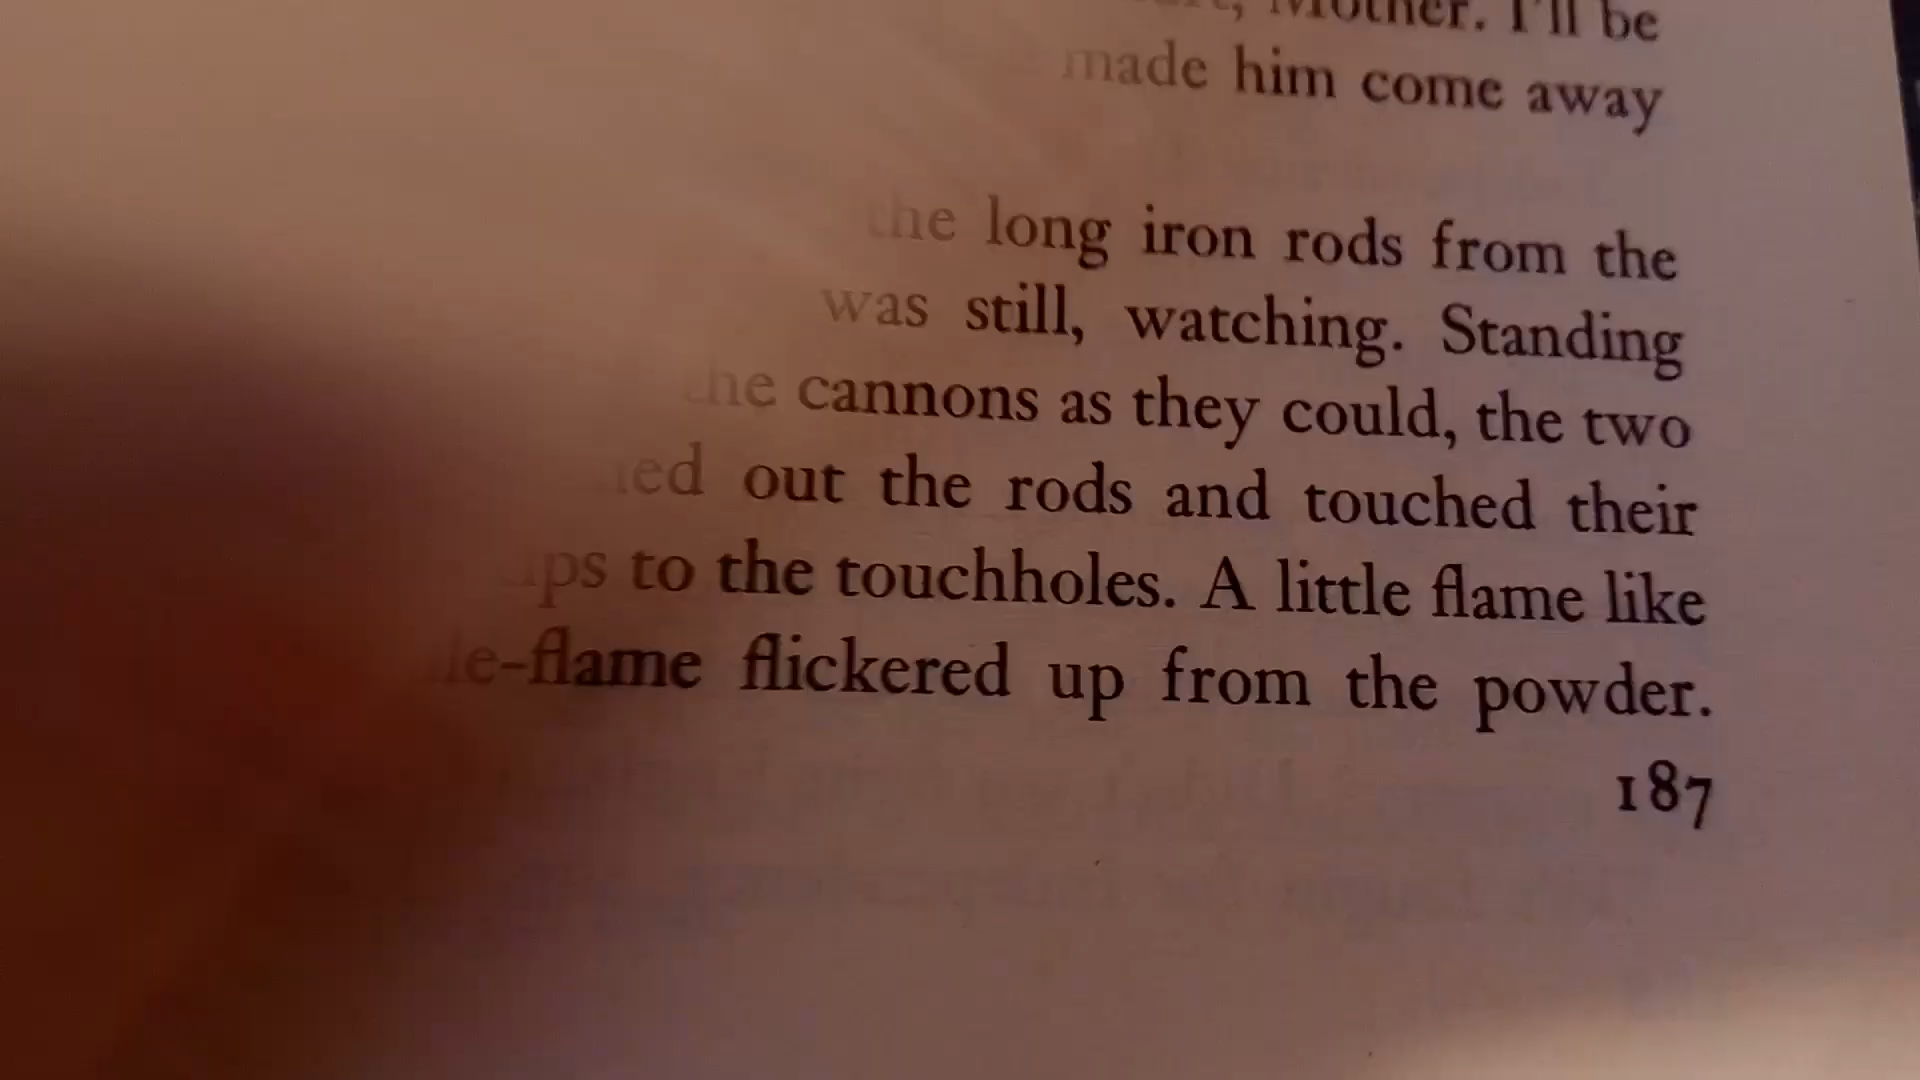 Mother. I'll be
made him come away
the long iron rods from the
was still, watching. Standing
the cannons as they could, the two
out the rods and touched their
to the touchholes. A little flame like
flame flickered up from the powder.
187